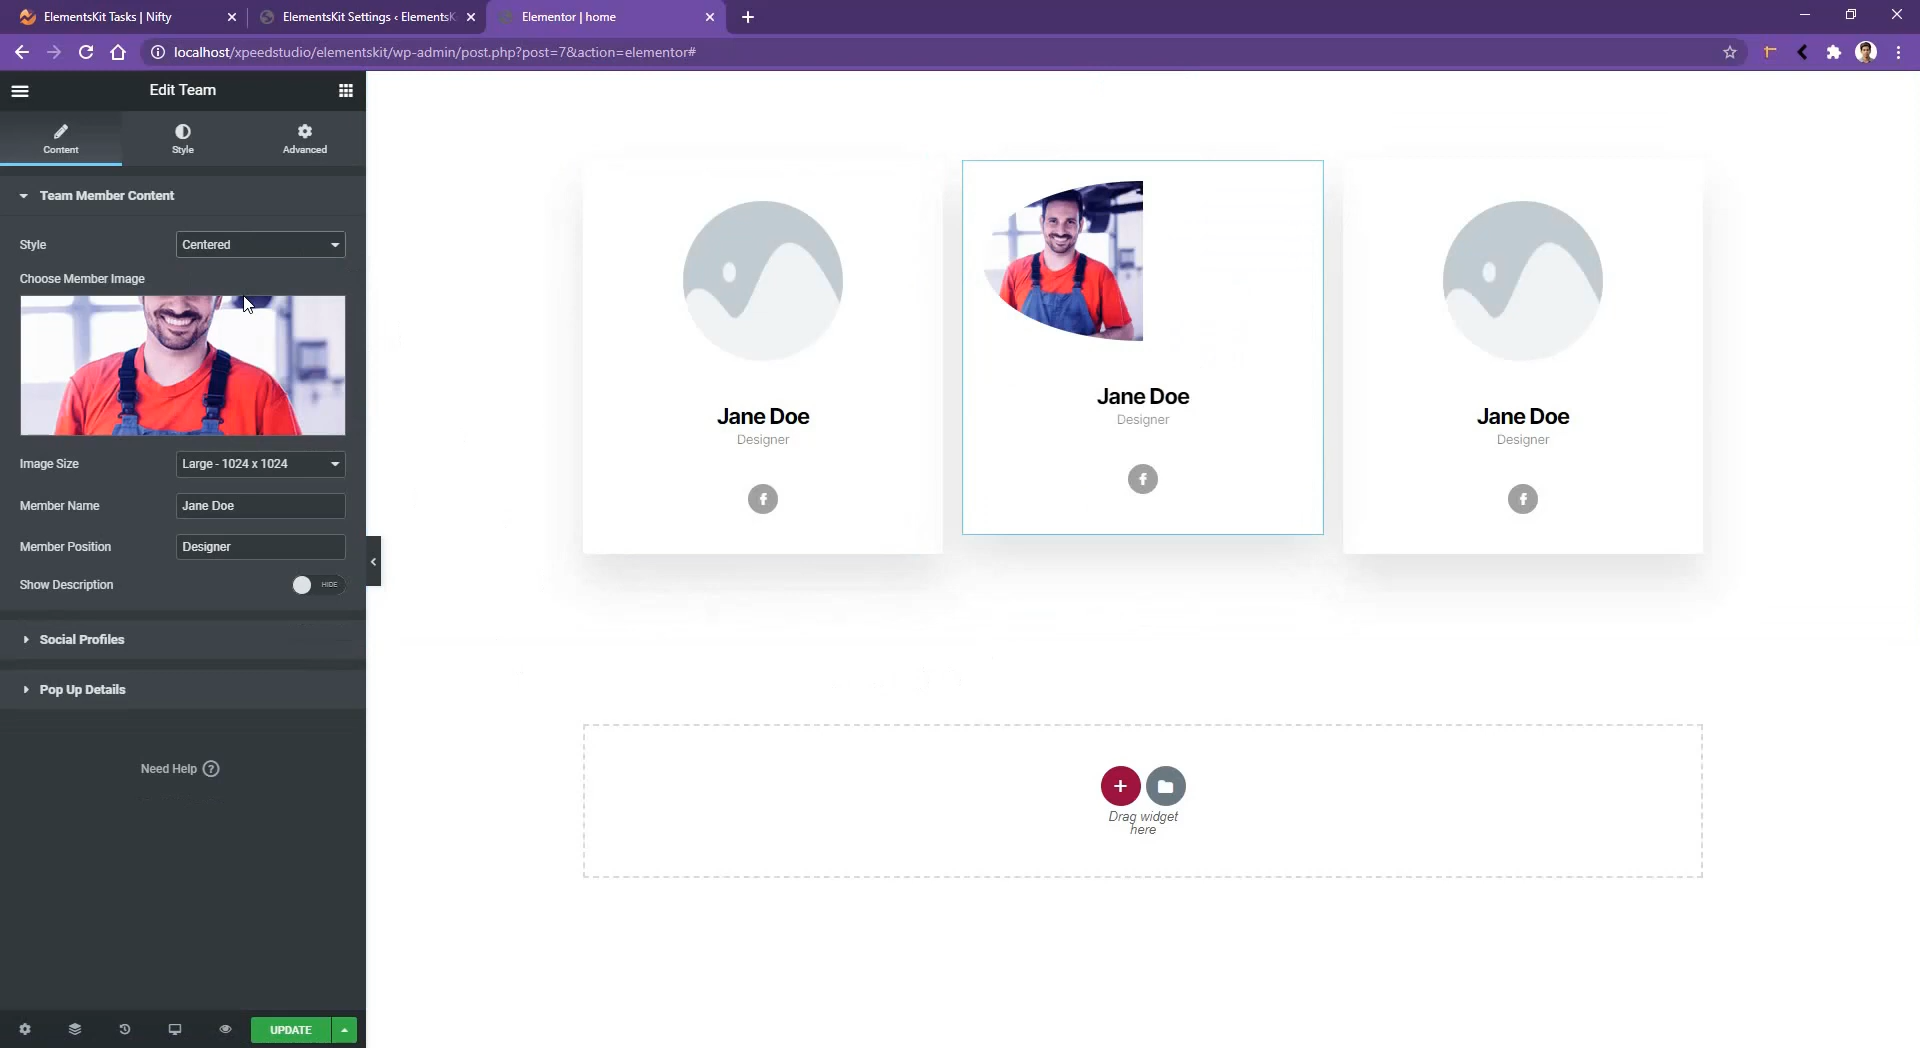 ElementsKit Tasks | Nifty
ElementsKit Settings ‹ ElementsK
Elementor | home
localhost/xpeedstudio/elementskit/wp-admin/post.php?post=7&action=elementor#
Edit Team
Content
Style
Advanced
Team Member Content
Style
Centered
Choose Member Image
Image Size
Large - 1024 x 1024
Member Name
Jane Doe
Member Position
Designer
Show Description
HIDE
Social Profiles
Pop Up Details
Need Help ?
UPDATE
Jane Doe
Designer
f
Jane Doe
Designer
f
Jane Doe
Designer
f
Drag widget
here